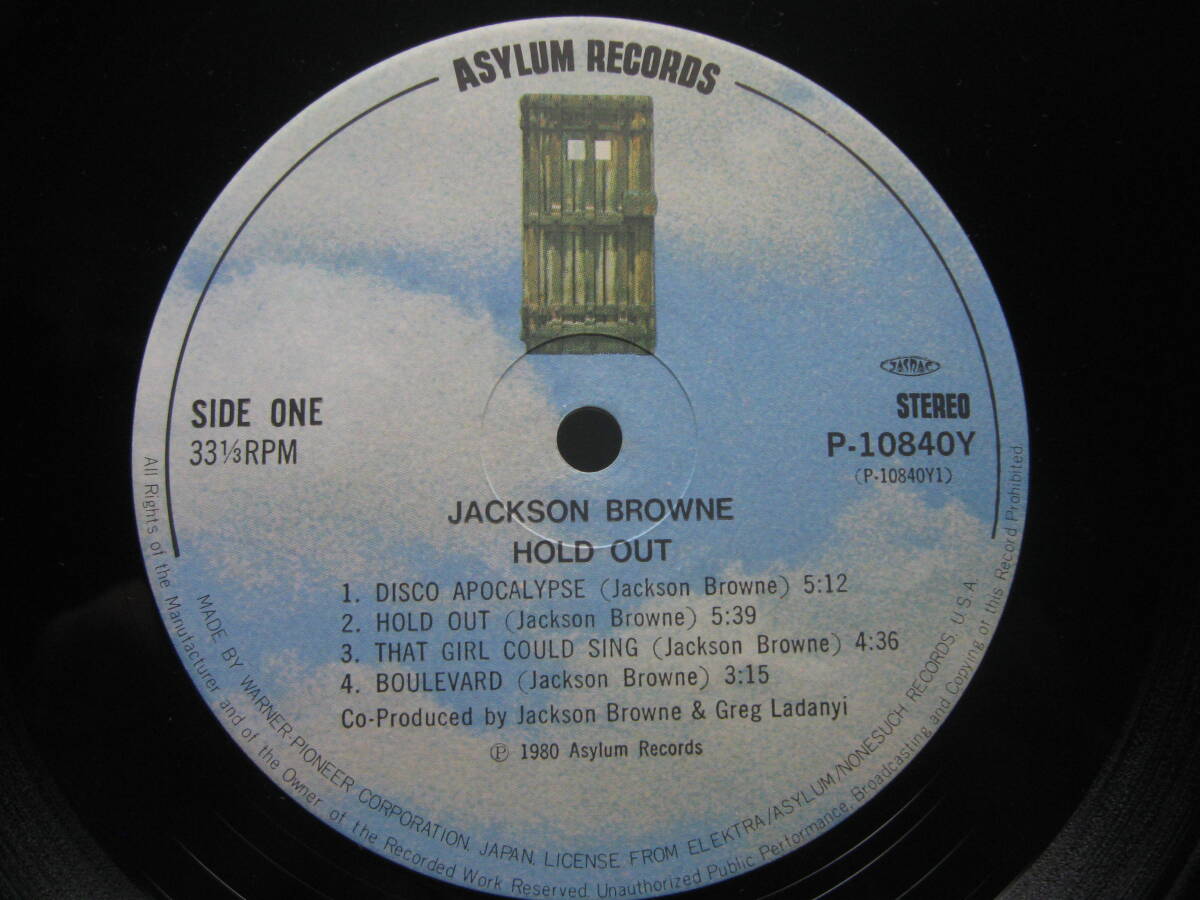 ASYLUM RECORDS
JASRAC
SIDE ONE
33⅓RPM
STEREO
P-10840Y
(P-10840Y1)
JACKSON BROWNE
HOLD OUT
1. DISCO APOCALYPSE (Jackson Browne) 5:12
2. HOLD OUT (Jackson Browne) 5:39
3. THAT GIRL COULD SING (Jackson Browne) 4:36
4. BOULEVARD (Jackson Browne) 3:15
Co-Produced by Jackson Browne & Greg Ladanyi
℗ 1980 Asylum Records
MADE BY WARNER-PIONEER CORPORATION, JAPAN, LICENSE FROM ELEKTRA/ASYLUM/NONESUCH RECORDS, U.S.A.
All Rights of the Manufacturer and of the Owner of the Recorded Work Reserved. Unauthorized Public Performance, Broadcasting and Copying of this Record Prohibited